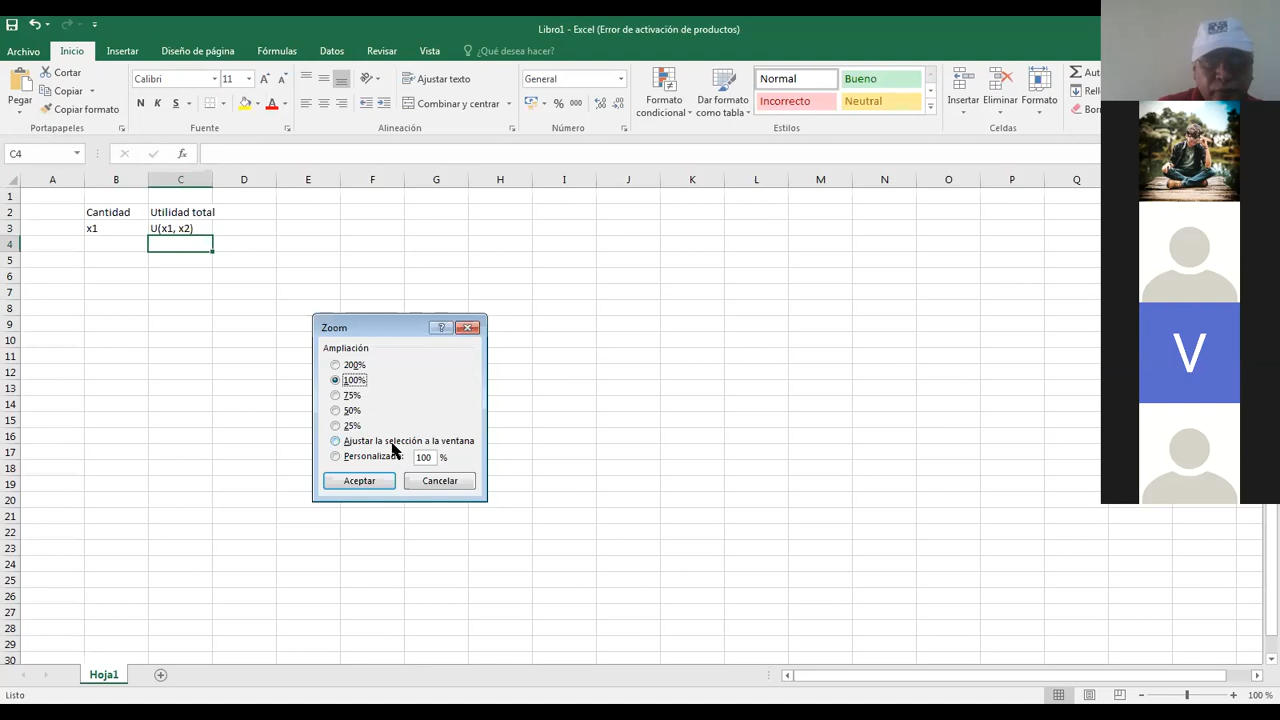 Libro1 - Excel (Error de activación de productos)
Archivo Inicio Insertar Diseño de página Fórmulas Datos Revisar Vista ¿Qué desea hacer?
Pegar
Cortar
Copiar
Copiar formato
Portapapeles
Calibri 11
N K S
Fuente
Ajustar texto
Combinar y centrar
Alineación
General
% 000
Número
Formato condicional
Dar formato como tabla
Normal Bueno
Incorrecto Neutral
Estilos
Insertar Eliminar Formato
Celdas
C4 fx
A B C D E F G H I J K L M N O P Q
1
2 Cantidad Utilidad total
3 x1 U(x1, x2)
4
5
6
7
8
9
10
11
12
13
14
15
16
17
18
19
20
21
22
23
24
25
26
27
28
29
30
Zoom
Ampliación
200%
100%
75%
50%
25%
Ajustar la selección a la ventana
100 %
Aceptar Cancelar
V
Hoja1
Listo
100 %